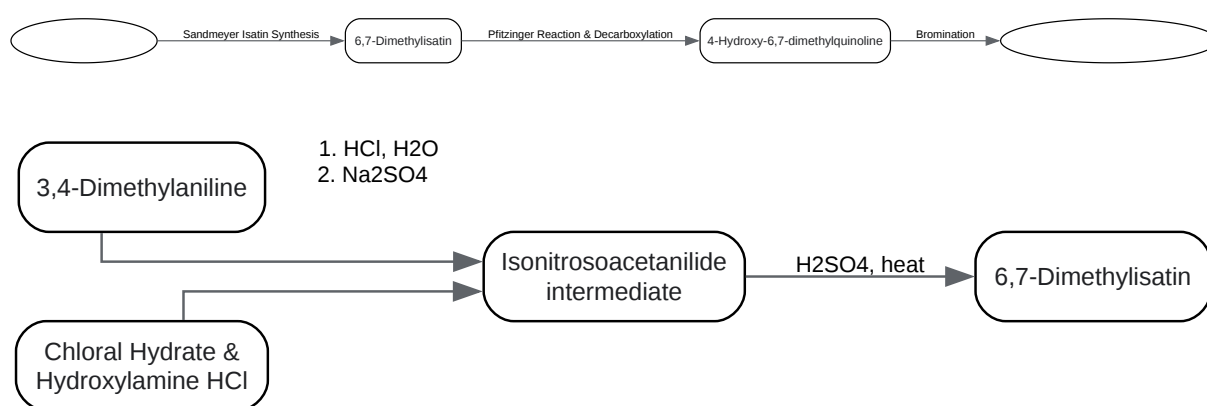 Sandmeyer Isatin Synthesis
6,7-Dimethylisatin
Pfitzinger Reaction & Decarboxylation
4-Hydroxy-6,7-dimethylquinoline
Bromination
3,4-Dimethylaniline
1. HCl, H2O
2. Na2SO4
Isonitrosoacetanilide
intermediate
H2SO4, heat
6,7-Dimethylisatin
Chloral Hydrate &
Hydroxylamine HCl